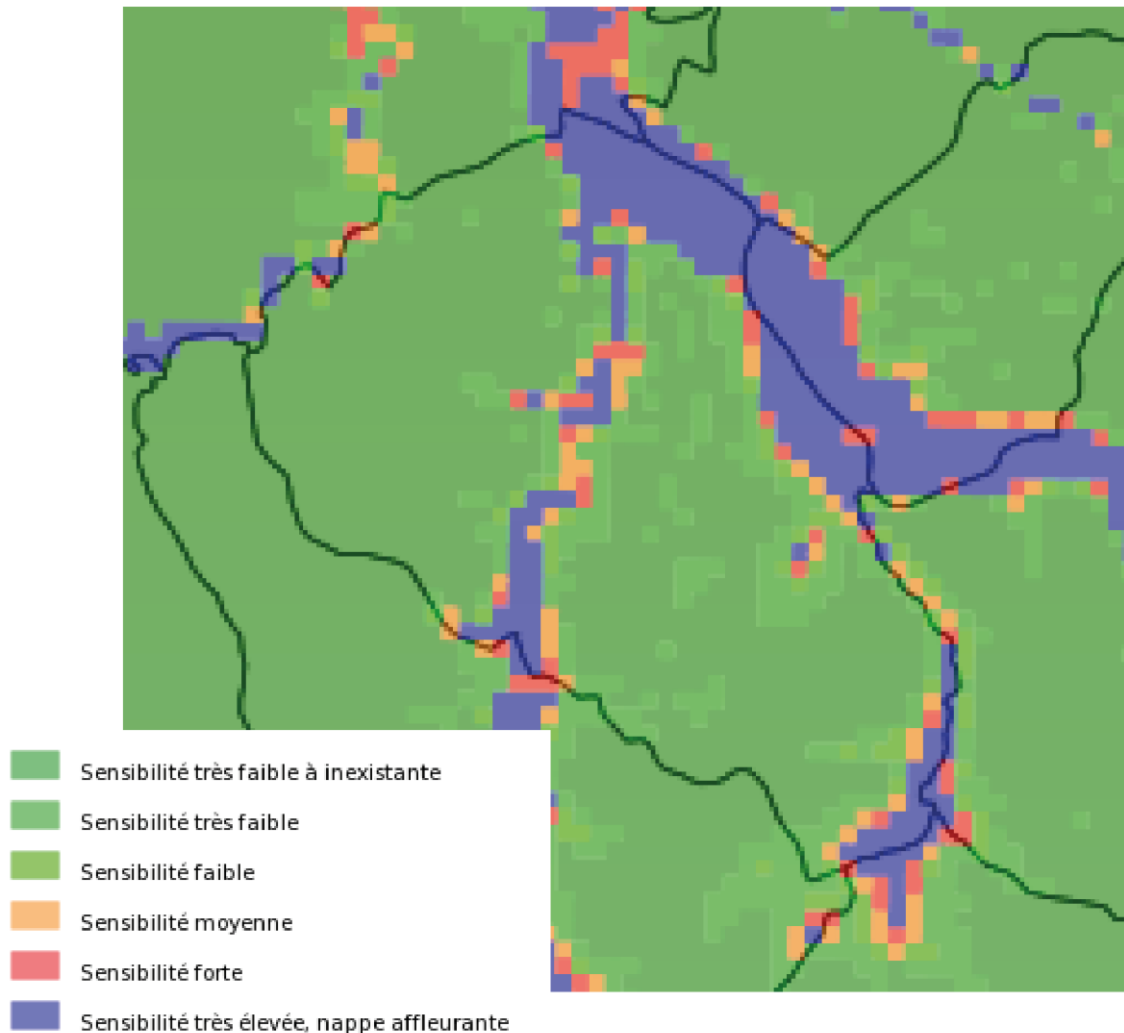 Sensibilité très faible à inexistante
Sensibilité très faible
Sensibilité faible
Sensibilité moyenne
Sensibilité forte
Sensibilité très élevée, nappe affleurante